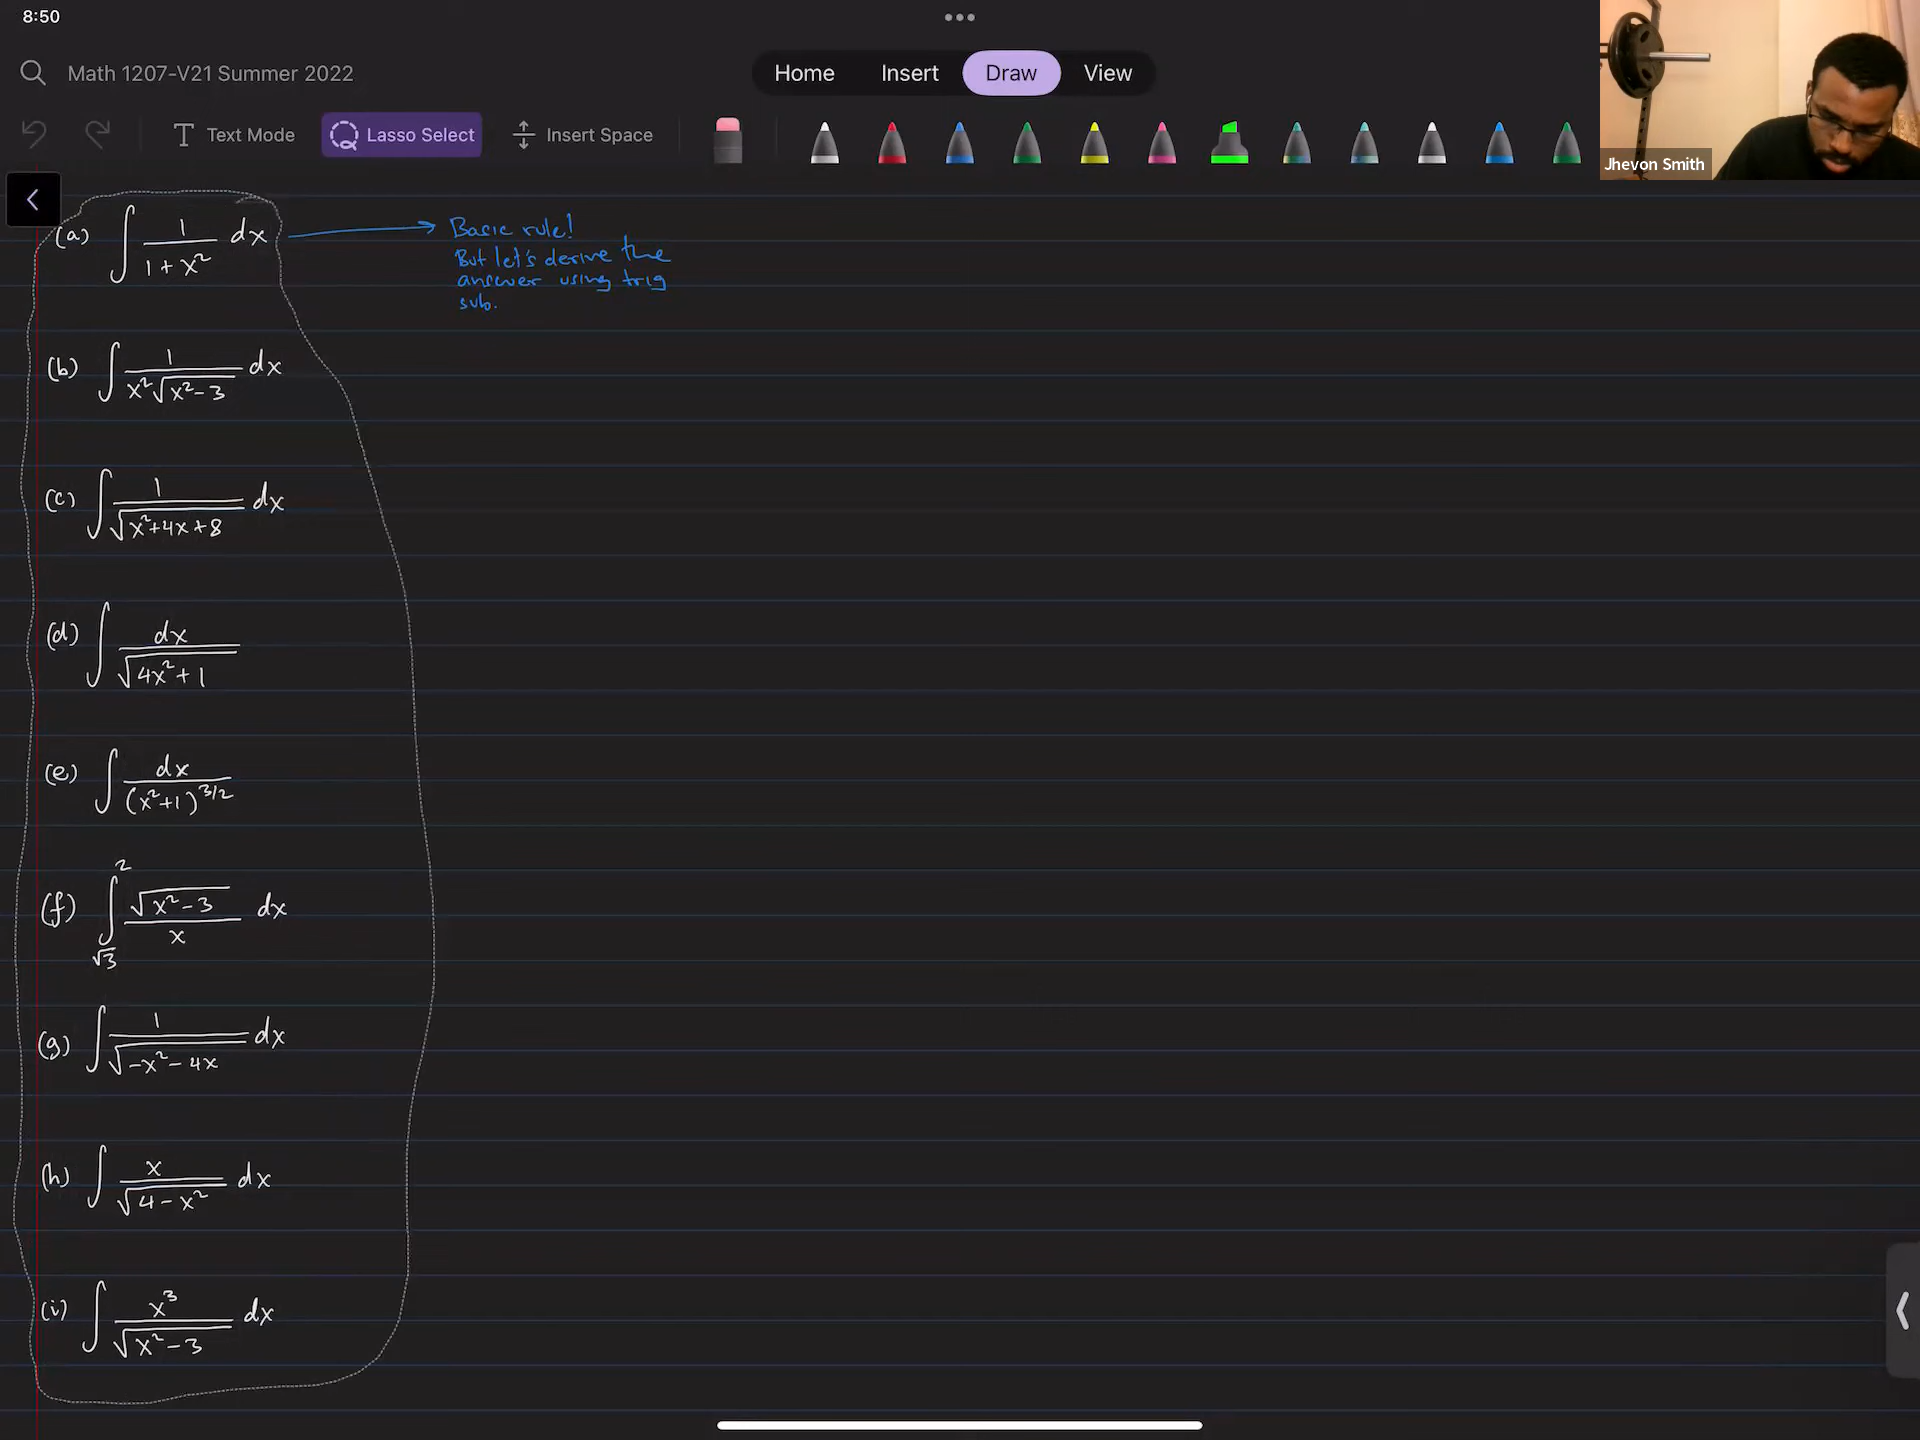 8:50
Math 1207-V21 Summer 2022
Home Insert Draw View
Text Mode Lasso Select Insert Space
Jhevon Smith
(a) ∫ 1/(1+x²) dx → Basic rule!
But let's derive the
answer using trig
sub.
(b) ∫ 1/(x²√(x²-3)) dx
(c) ∫ 1/√(x²+4x+8) dx
(d) ∫ dx/√(4x²+1)
(e) ∫ dx/(x²+1)^(3/2)
(f) ∫_√3^2 √(x²-3)/x dx
(g) ∫ 1/√(-x²-4x) dx
(h) ∫ x/√(4-x²) dx
(i) ∫ x³/√(x²-3) dx